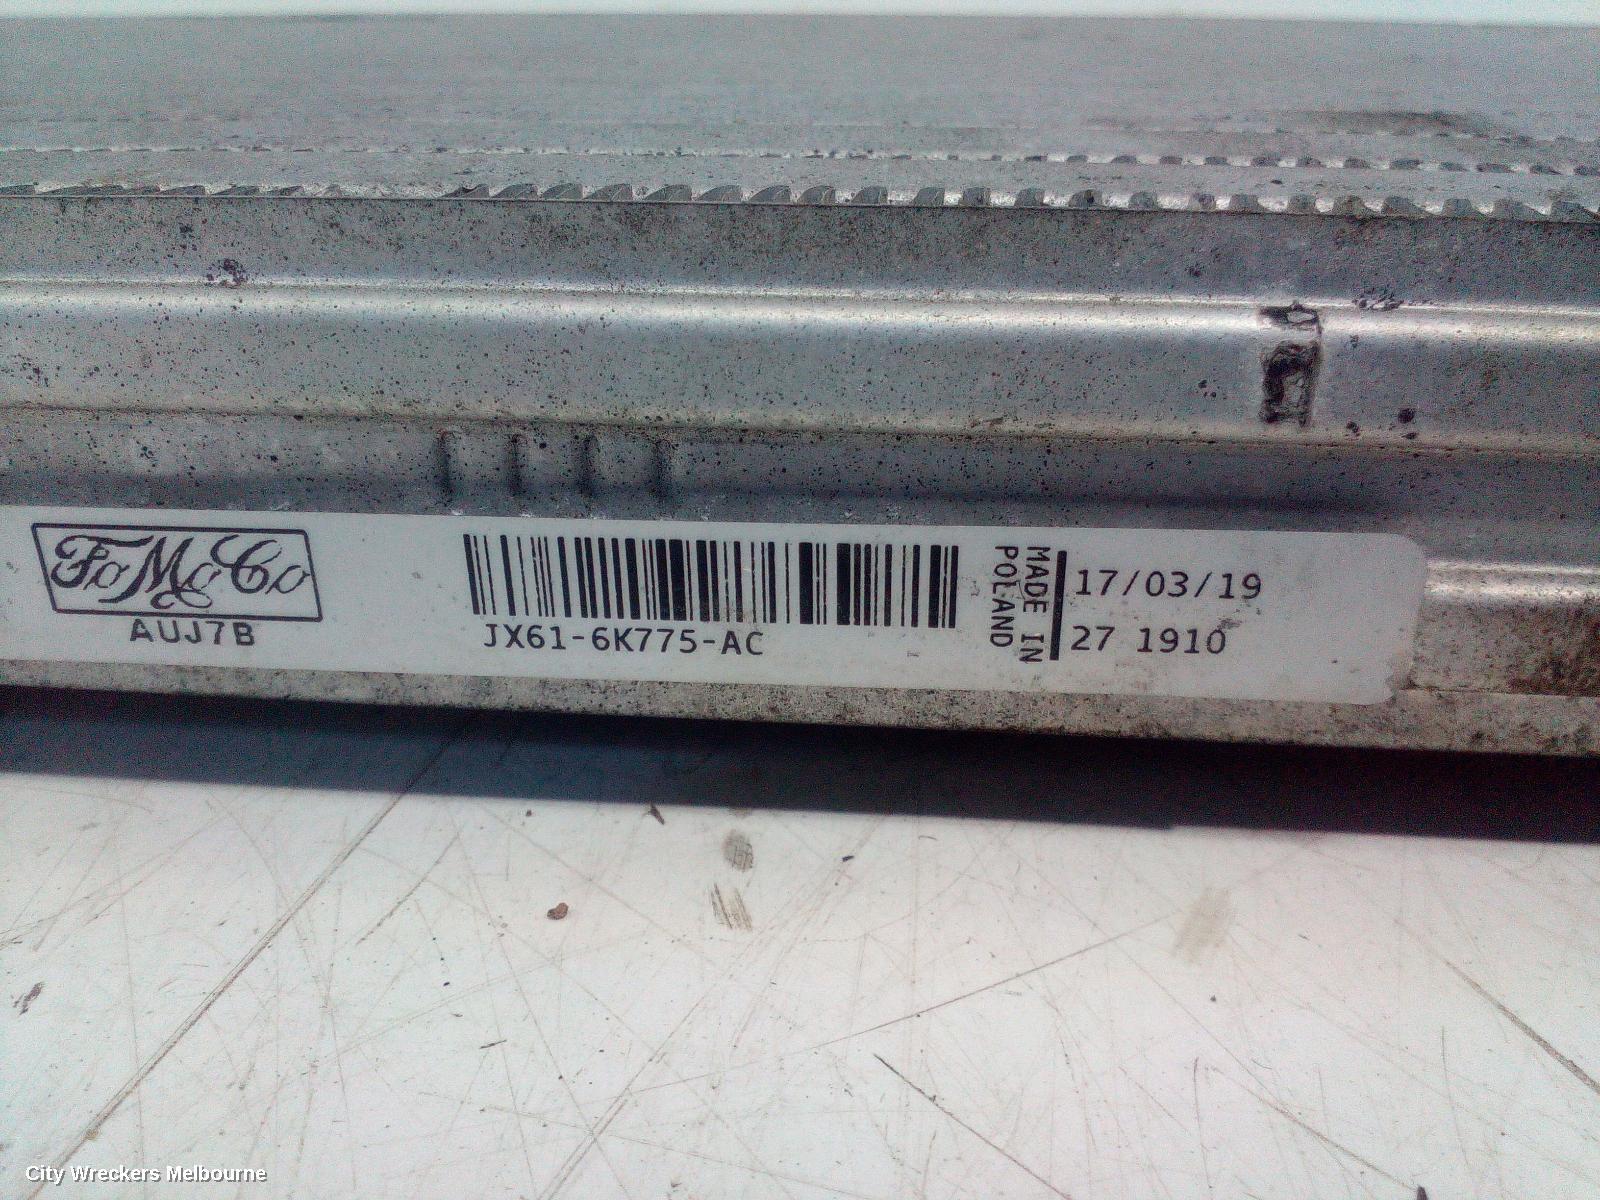 FoMoCo
AUJ7B
JX61-6K775-AC
MADE IN
POLAND
17/03/19
27 1910
City Wreckers Melbourne